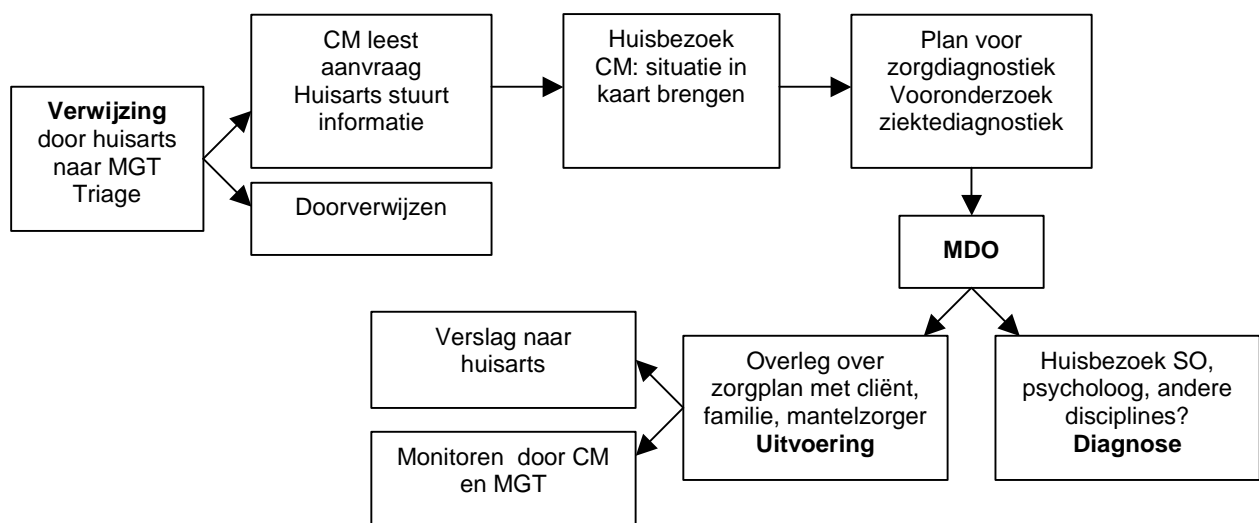 Verwijzing
door huisarts
naar MGT
Triage
CM leest
aanvraag
Huisarts stuurt
informatie
Doorverwijzen
Huisbezoek
CM: situatie in
kaart brengen
Plan voor
zorgdiagnostiek
Vooronderzoek
ziektediagnostiek
MDO
Verslag naar
huisarts
Monitoren door CM
en MGT
Overleg over
zorgplan met cliënt,
familie, mantelzorger
Uitvoering
Huisbezoek SO,
psycholoog, andere
disciplines?
Diagnose